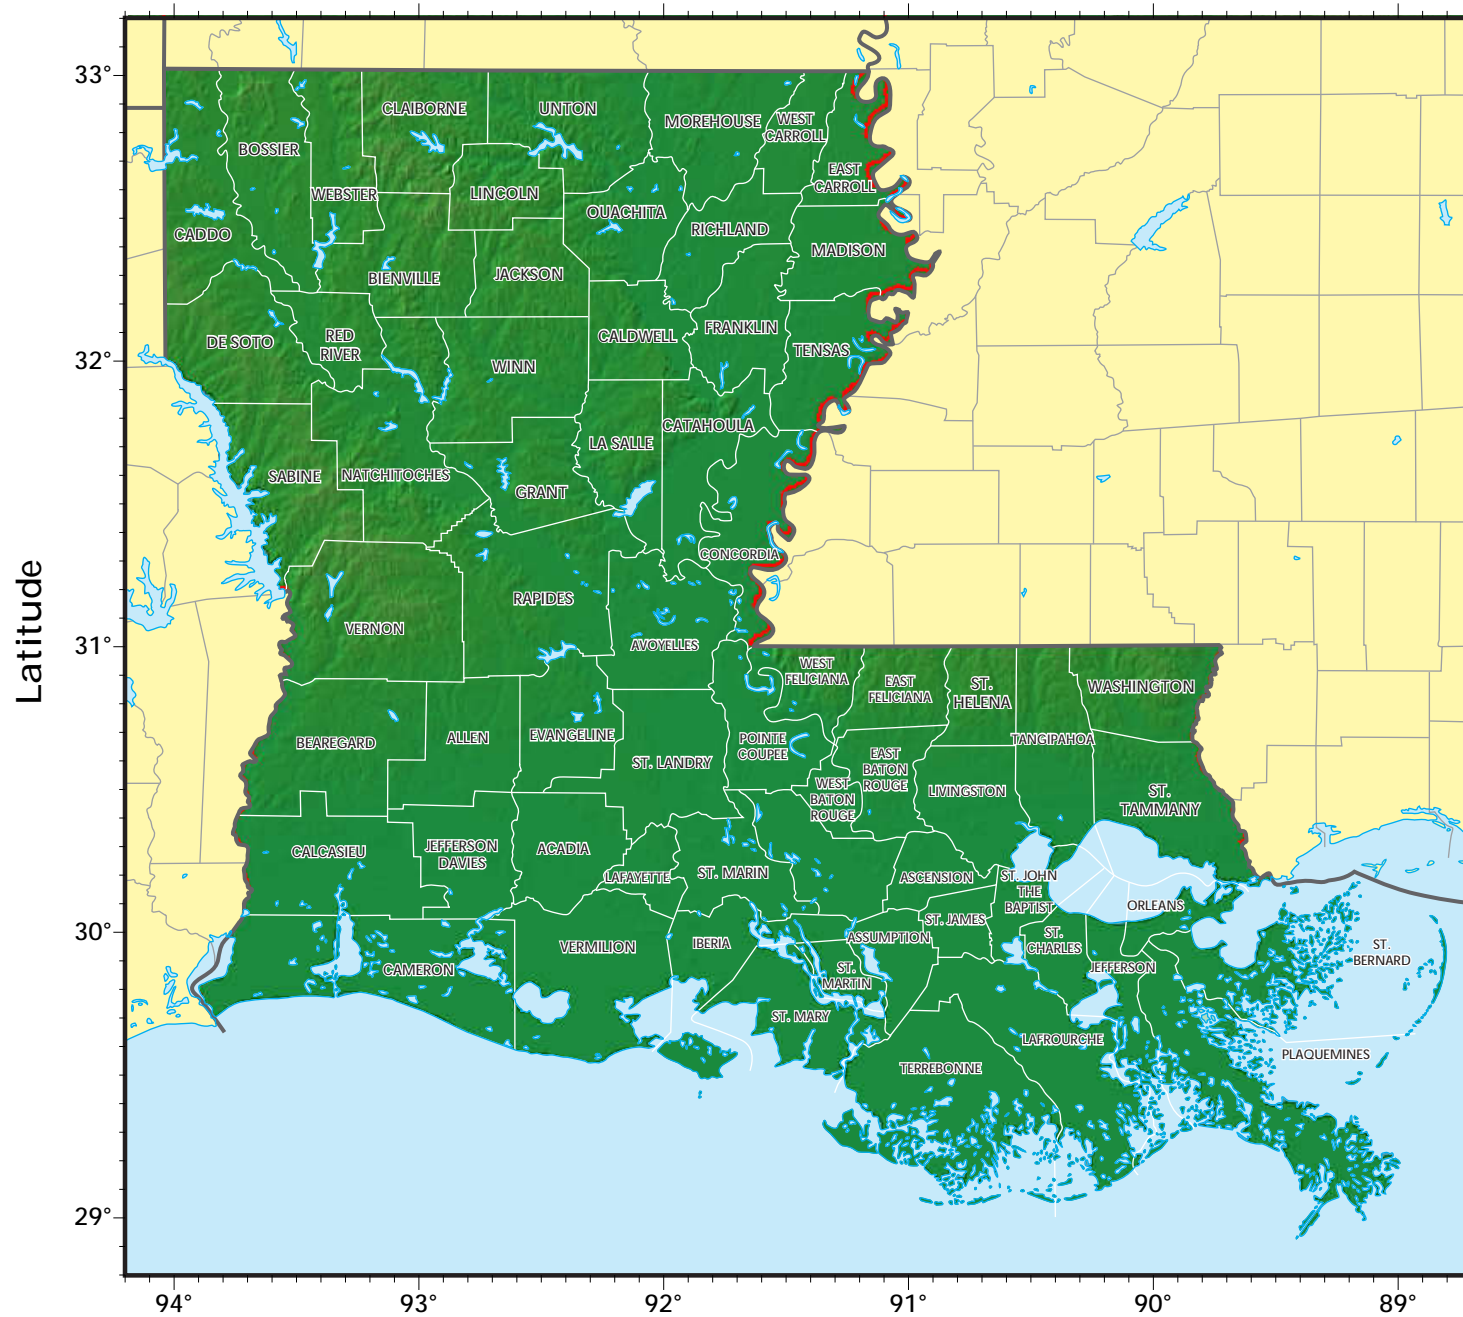 33°
CLAIBORNE
UNTON
MOREHOUSE
WEST
CARROLL
BOSSIER
EAST
CARROLL
WEBSTER
LINCOLN
OUACHITA
CADDO
RICHLAND
MADISON
BIENVILLE
JACKSON
DE SOTO
RED
RIVER
CALDWELL
FRANKLIN
TENSAS
32°
WINN
CATAHOULA
LA SALLE
SABINE
NATCHITOCHES
GRANT
CONCORDIA
RAPIDES
VERNON
AVOYELLES
31°
Latitude
WEST
FELICIANA
EAST
FELICIANA
ST.
HELENA
WASHINGTON
BEAREGARD
ALLEN
EVANGELINE
POINTE
COUPEE
TANGIPAHOA
ST. LANDRY
EAST
BATON
ROUGE
WEST
BATON
ROUGE
LIVINGSTON
ST.
TAMMANY
CALCASIEU
JEFFERSON
DAVIES
ACADIA
LAFAYETTE
ST. MARIN
ASCENSION
ST. JOHN
THE
BAPTIST
ORLEANS
ST. JAMES
30°
VERMILION
IBERIA
ASSUMPTION
ST.
CHARLES
ST.
BERNARD
CAMERON
ST.
MARTIN
JEFFERSON
ST. MARY
LAFROURCHE
PLAQUEMINES
TERREBONNE
29°
94°
93°
92°
91°
90°
89°